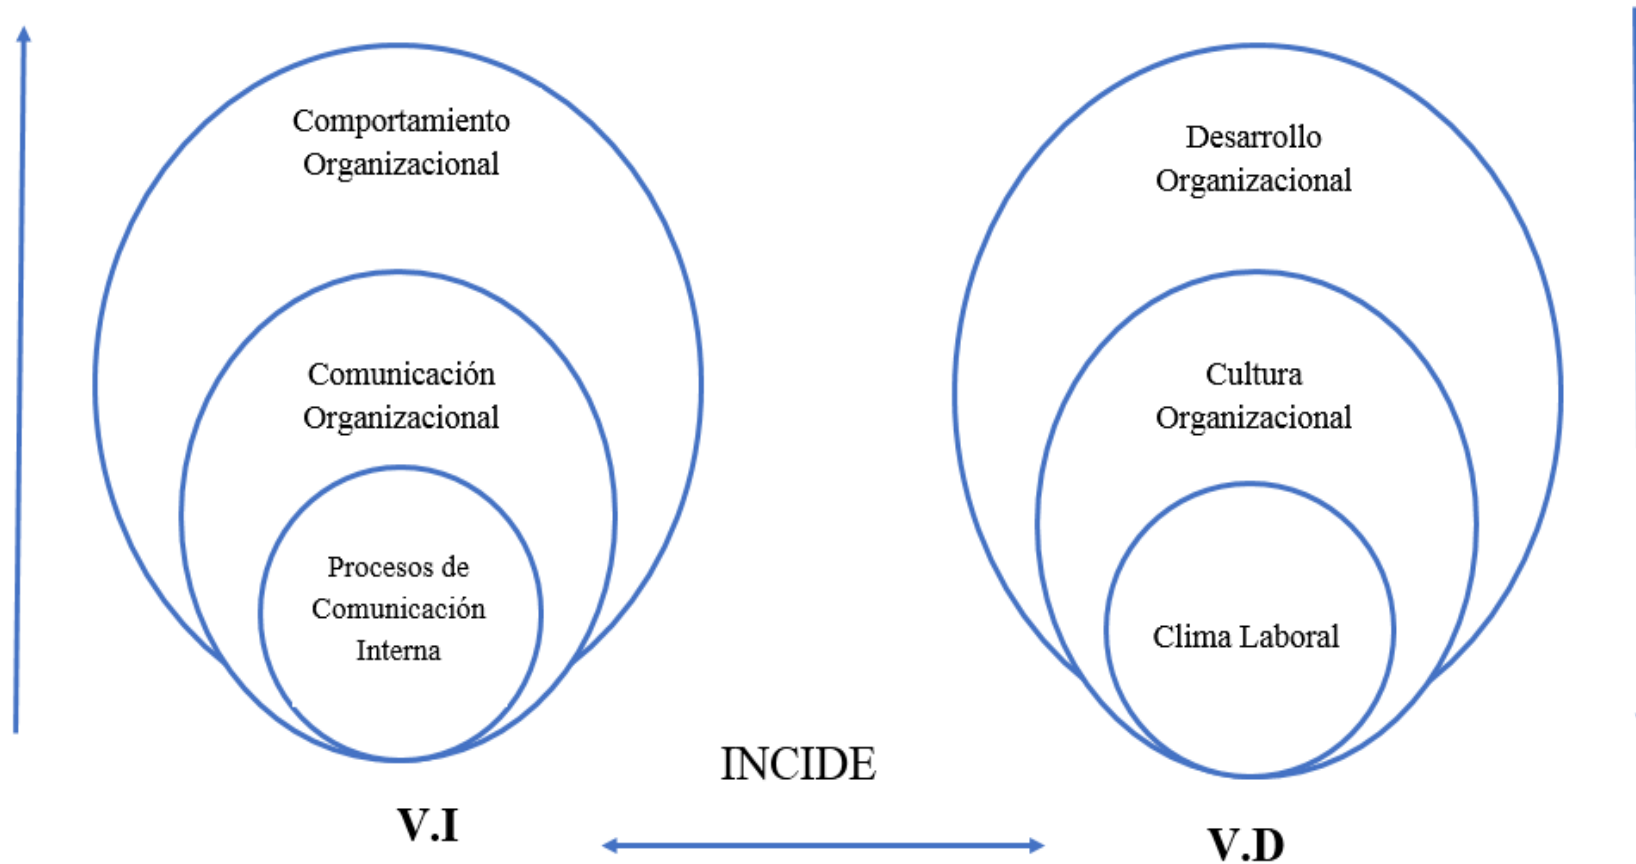 Comportamiento
Organizacional
Comunicación
Organizacional
Procesos de
Comunicación
Interna
V.I
INCIDE
Desarrollo
Organizacional
Cultura
Organizacional
Clima Laboral
V.D